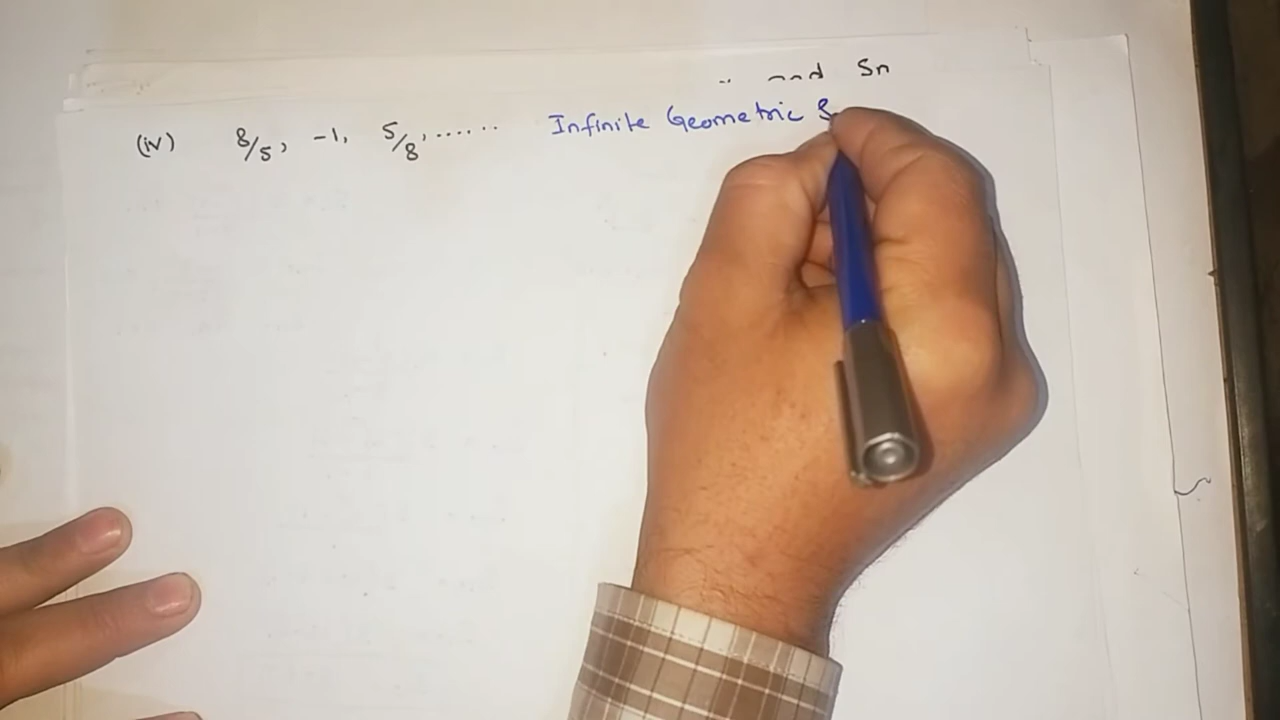 and Sn
(iv) 8/5, -1, 5/8, ...... Infinite Geometric